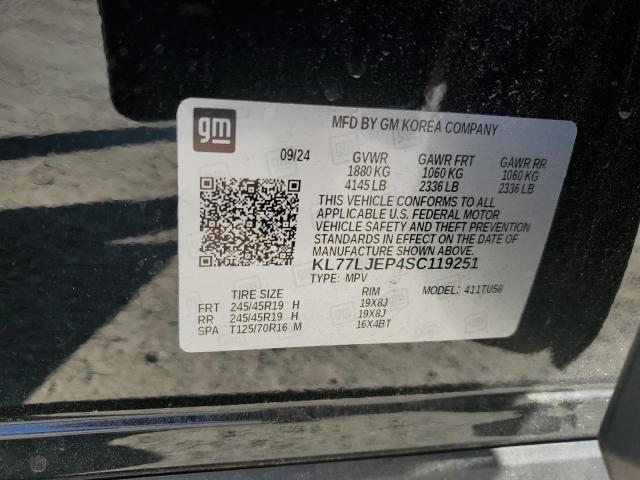 gm
MFD BY GM KOREA COMPANY
09/24 GVWR GAWR FRT GAWR RR
1880 KG 1060 KG 1060 KG
4145 LB 2336 LB 2336 LB
THIS VEHICLE CONFORMS TO ALL
APPLICABLE U.S. FEDERAL MOTOR
VEHICLE SAFETY AND THEFT PREVENTION
STANDARDS IN EFFECT ON THE DATE OF
MANUFACTURE SHOWN ABOVE.
KL77LJEP4SC119251
TYPE: MPV MODEL: 411TU58
TIRE SIZE RIM
FRT 245/45R19 H 19X8J
RR 245/45R19 H 19X8J
SPA T125/70R16 M 16X4BT